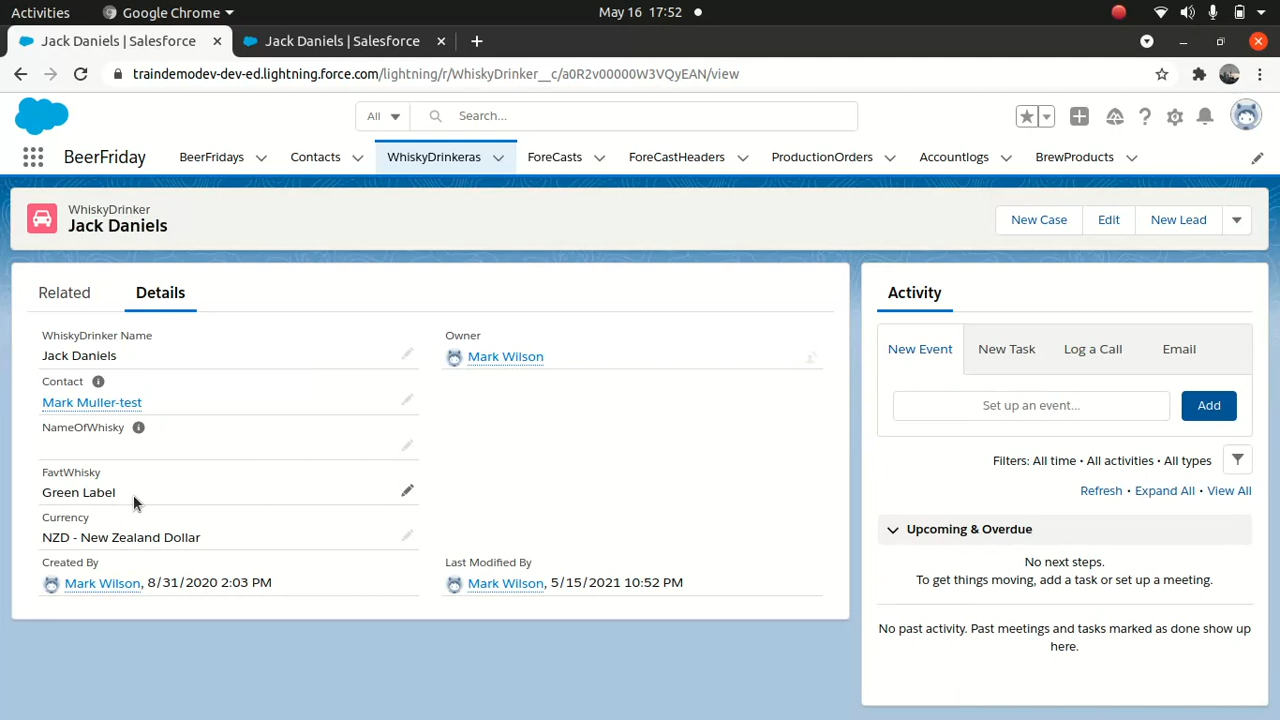 Activities Google Chrome May 16 17:52
Jack Daniels | Salesforce Jack Daniels | Salesforce
traindemodev-dev-ed.lightning.force.com/lightning/r/WhiskyDrinker__c/a0R2v00000W3VQyEAN/view
All Search...
BeerFriday BeerFridays Contacts WhiskyDrinkeras ForeCasts ForeCastHeaders ProductionOrders Accountlogs BrewProducts
WhiskyDrinker
Jack Daniels
New Case Edit New Lead
Related Details
WhiskyDrinker Name
Jack Daniels
Owner
Mark Wilson
Contact
Mark Muller-test
NameOfWhisky
FavtWhisky
Green Label
Currency
NZD - New Zealand Dollar
Created By
Mark Wilson, 8/31/2020 2:03 PM
Last Modified By
Mark Wilson, 5/15/2021 10:52 PM
Activity
New Event New Task Log a Call Email
Set up an event... Add
Filters: All time • All activities • All types
Refresh • Expand All • View All
Upcoming & Overdue
No next steps.
To get things moving, add a task or set up a meeting.
No past activity. Past meetings and tasks marked as done show up
here.